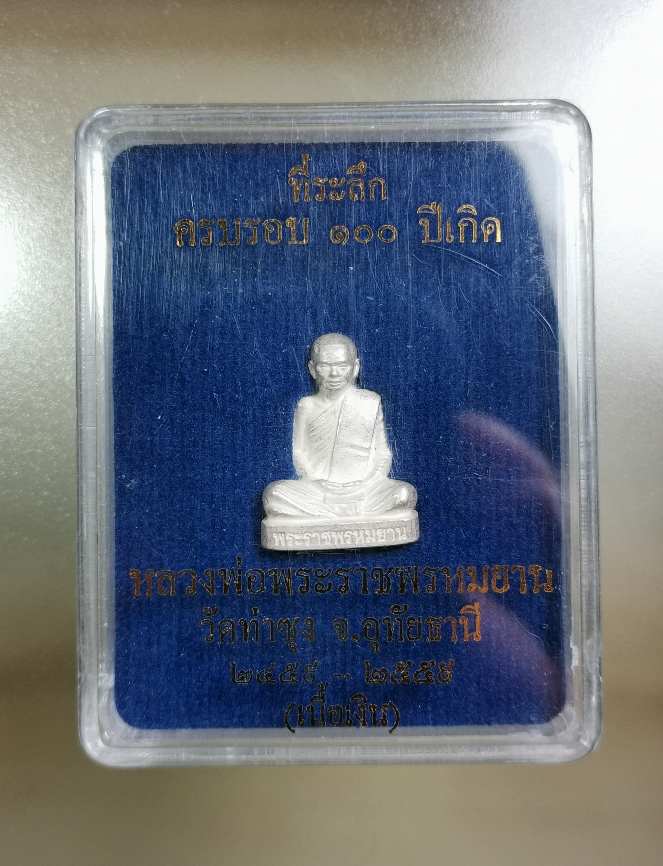 ที่ระลึก
ครบรอบ ๑๐๐ ปีเกิด
พระราชพรหมยาน
หลวงพ่อพระราชพรหมยาน
วัดท่าซุง จ.อุทัยธานี
๒๔๕๙ - ๒๕๕๙
(เนื้อเงิน)